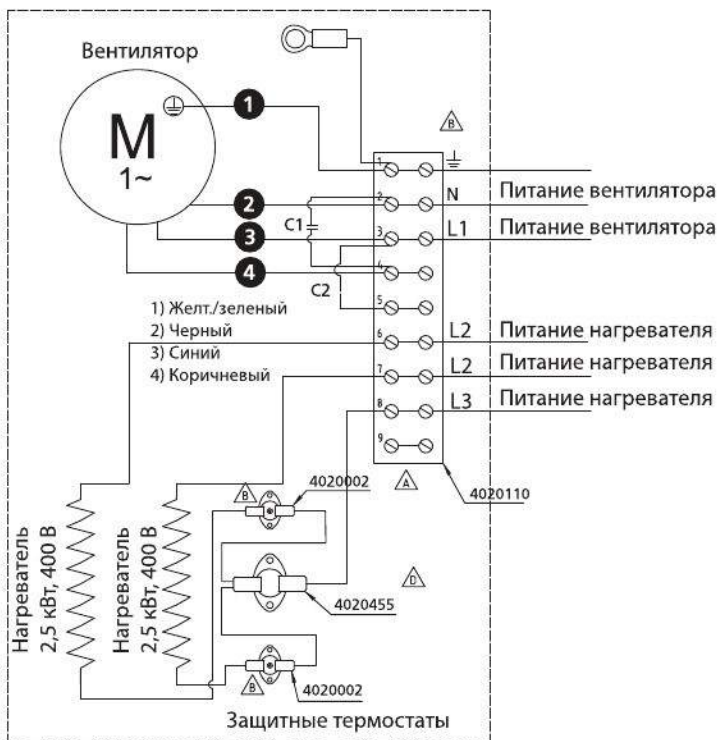 Вентилятор
M
1~
1
2
3
4
C1
C2
1) Желт./зеленый
2) Черный
3) Синий
4) Коричневый
B
1
2
N
Питание вентилятора
3
L1
Питание вентилятора
4
5
6
L2
Питание нагревателя
7
L2
Питание нагревателя
8
L3
Питание нагревателя
9
A
4020110
Нагреватель
2,5 кВт, 400 В
Нагреватель
2,5 кВт, 400 В
B
4020002
D
4020455
B
4020002
Защитные термостаты